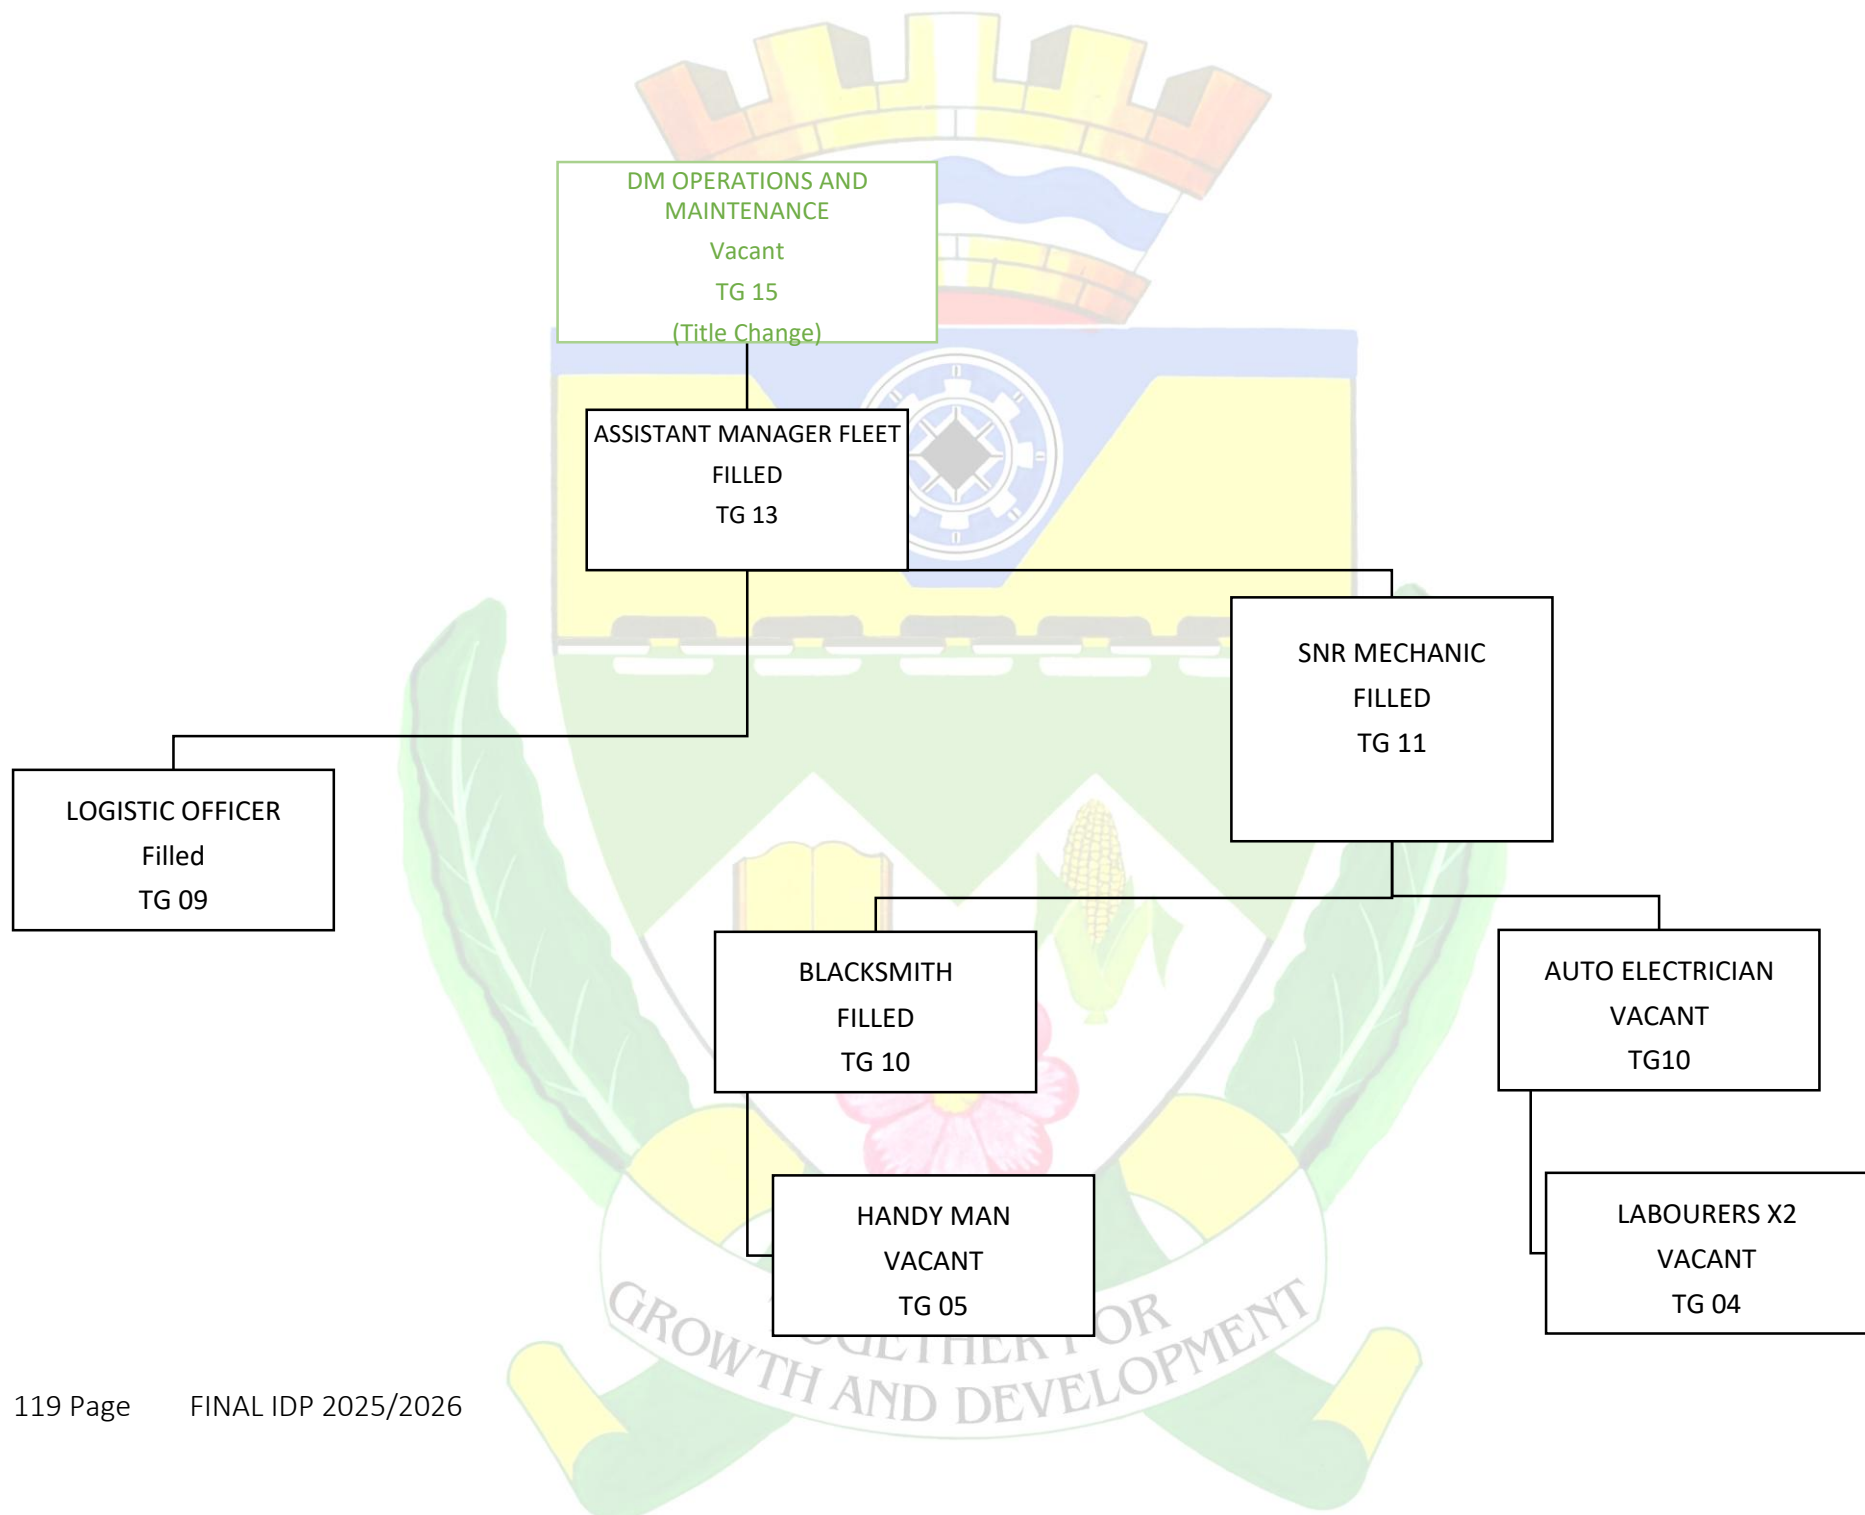 DM OPERATIONS AND
MAINTENANCE
Vacant
TG 15
(Title Change)
ASSISTANT MANAGER FLEET
FILLED
TG 13
SNR MECHANIC
FILLED
TG 11
LOGISTIC OFFICER
Filled
TG 09
BLACKSMITH
FILLED
TG 10
AUTO ELECTRICIAN
VACANT
TG10
HANDY MAN
VACANT
TG 05
LABOURERS X2
VACANT
TG 04
TOGETHER FOR
GROWTH AND DEVELOPMENT
119 Page FINAL IDP 2025/2026